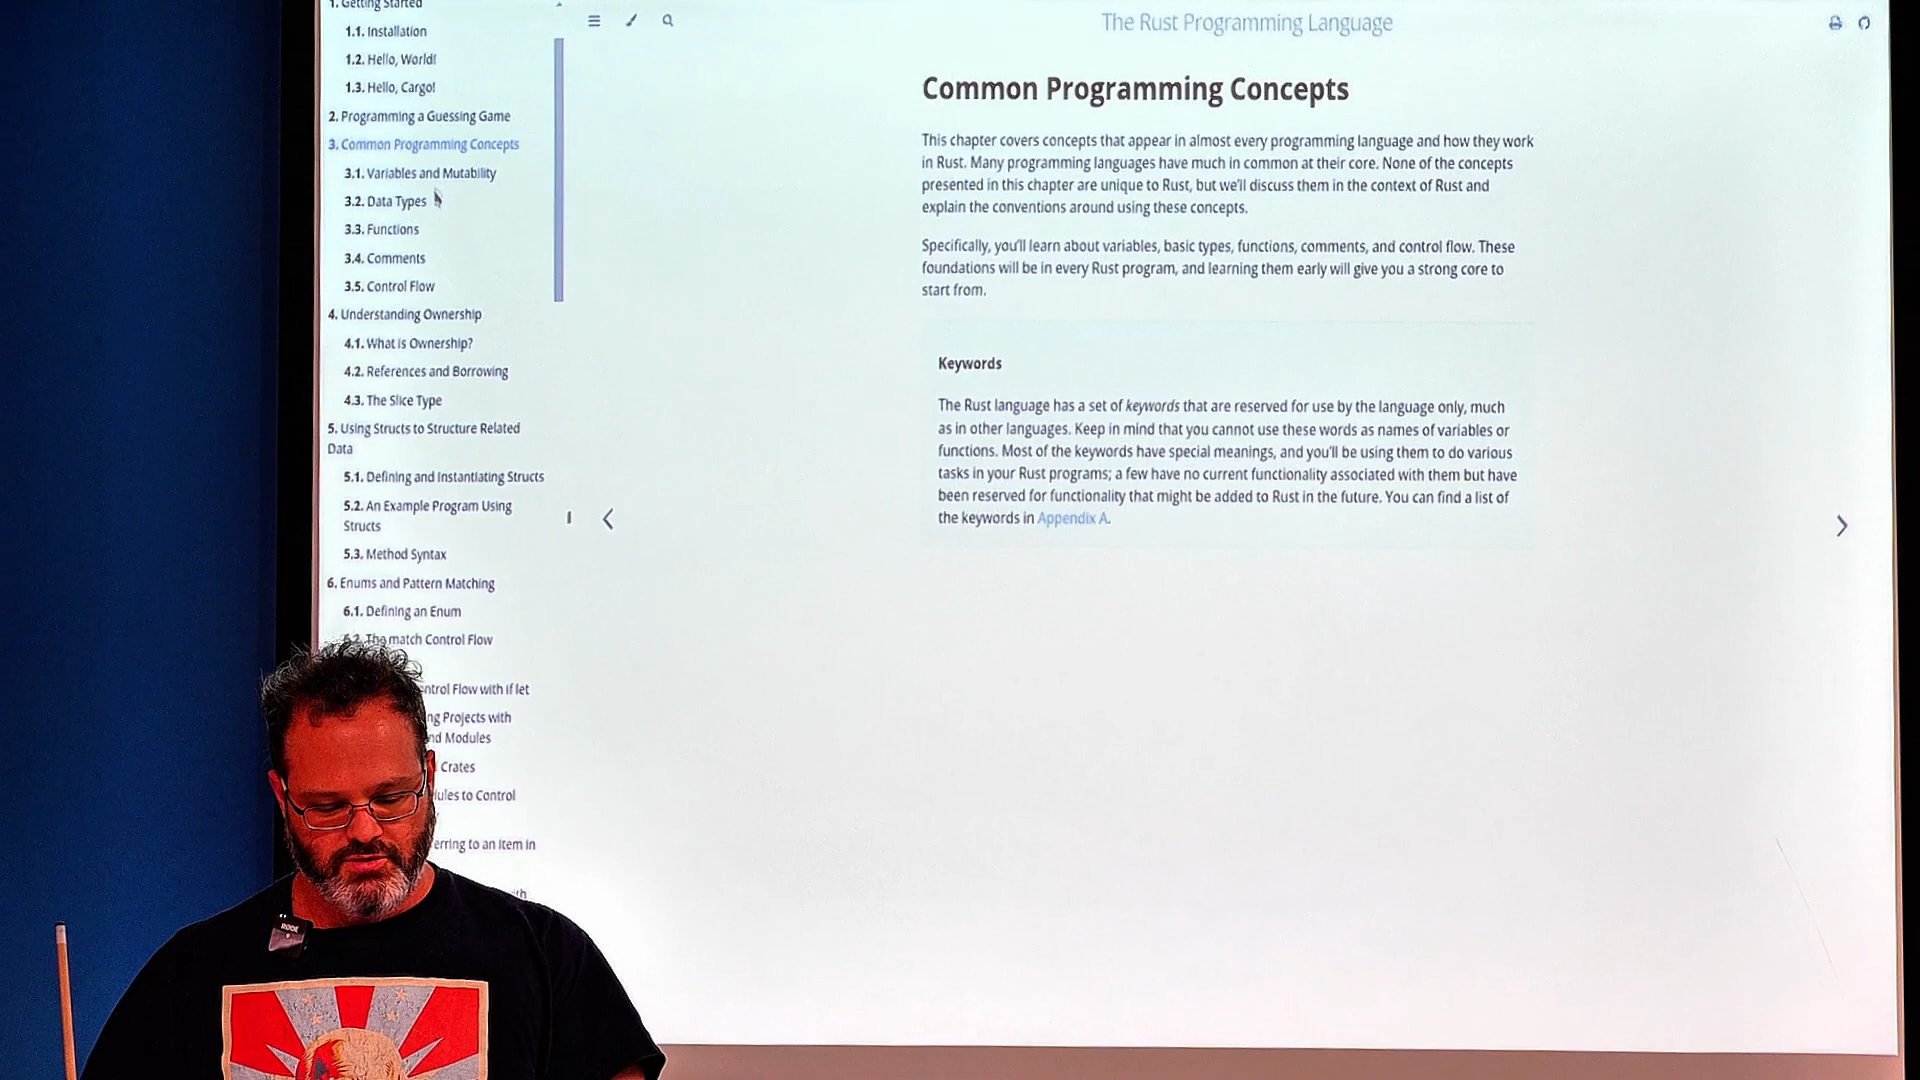 1. Getting Started
1.1. Installation
1.2. Hello, World!
1.3. Hello, Cargo!
2. Programming a Guessing Game
3. Common Programming Concepts
3.1. Variables and Mutability
3.2. Data Types
3.3. Functions
3.4. Comments
3.5. Control Flow
4. Understanding Ownership
4.1. What is Ownership?
4.2. References and Borrowing
4.3. The Slice Type
5. Using Structs to Structure Related
Data
5.1. Defining and Instantiating Structs
5.2. An Example Program Using
Structs
5.3. Method Syntax
6. Enums and Pattern Matching
6.1. Defining an Enum
6.2. The match Control Flow
ntrol Flow with if let
ng Projects with
nd Modules
Crates
ules to Control
erring to an Item in
th
The Rust Programming Language
Common Programming Concepts
This chapter covers concepts that appear in almost every programming language and how they work
in Rust. Many programming languages have much in common at their core. None of the concepts
presented in this chapter are unique to Rust, but we'll discuss them in the context of Rust and
explain the conventions around using these concepts.
Specifically, you'll learn about variables, basic types, functions, comments, and control flow. These
foundations will be in every Rust program, and learning them early will give you a strong core to
start from.
Keywords
The Rust language has a set of keywords that are reserved for use by the language only, much
as in other languages. Keep in mind that you cannot use these words as names of variables or
functions. Most of the keywords have special meanings, and you'll be using them to do various
tasks in your Rust programs; a few have no current functionality associated with them but have
been reserved for functionality that might be added to Rust in the future. You can find a list of
the keywords in Appendix A.
RODE